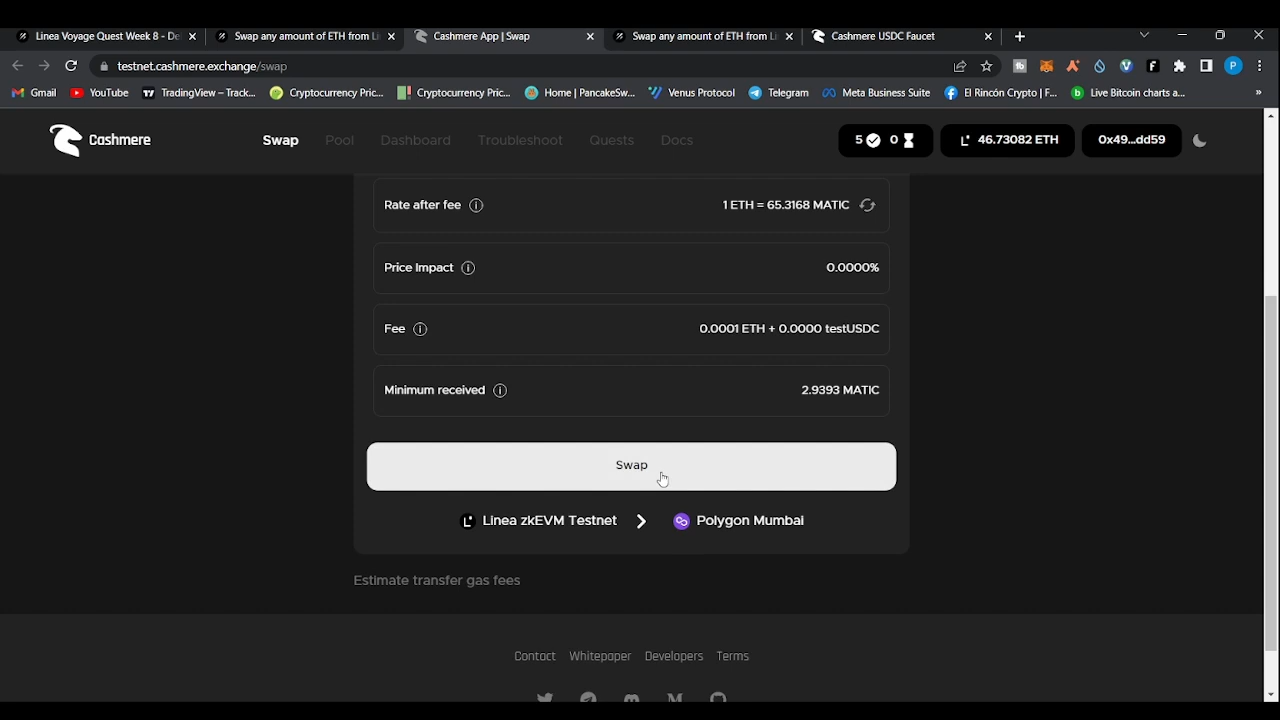 Linea Voyage Quest Week 8 - De
Swap any amount of ETH from Li
Cashmere App | Swap
Swap any amount of ETH from Li
Cashmere USDC Faucet
testnet.cashmere.exchange/swap
Gmail
YouTube
TradingView – Track...
Cryptocurrency Pric...
Cryptocurrency Pric...
Home | PancakeSw...
Venus Protocol
Telegram
Meta Business Suite
El Rincón Crypto | F...
Live Bitcoin charts a...
»
Cashmere
Swap
Pool
Dashboard
Troubleshoot
Quests
Docs
5 0
46.73082 ETH
0x49...dd59
Rate after fee
1 ETH = 65.3168 MATIC
Price Impact
0.0000%
Fee
0.0001 ETH + 0.0000 testUSDC
Minimum received
2.9393 MATIC
Swap
Linea zkEVM Testnet
Polygon Mumbai
Estimate transfer gas fees
Contact Whitepaper Developers Terms